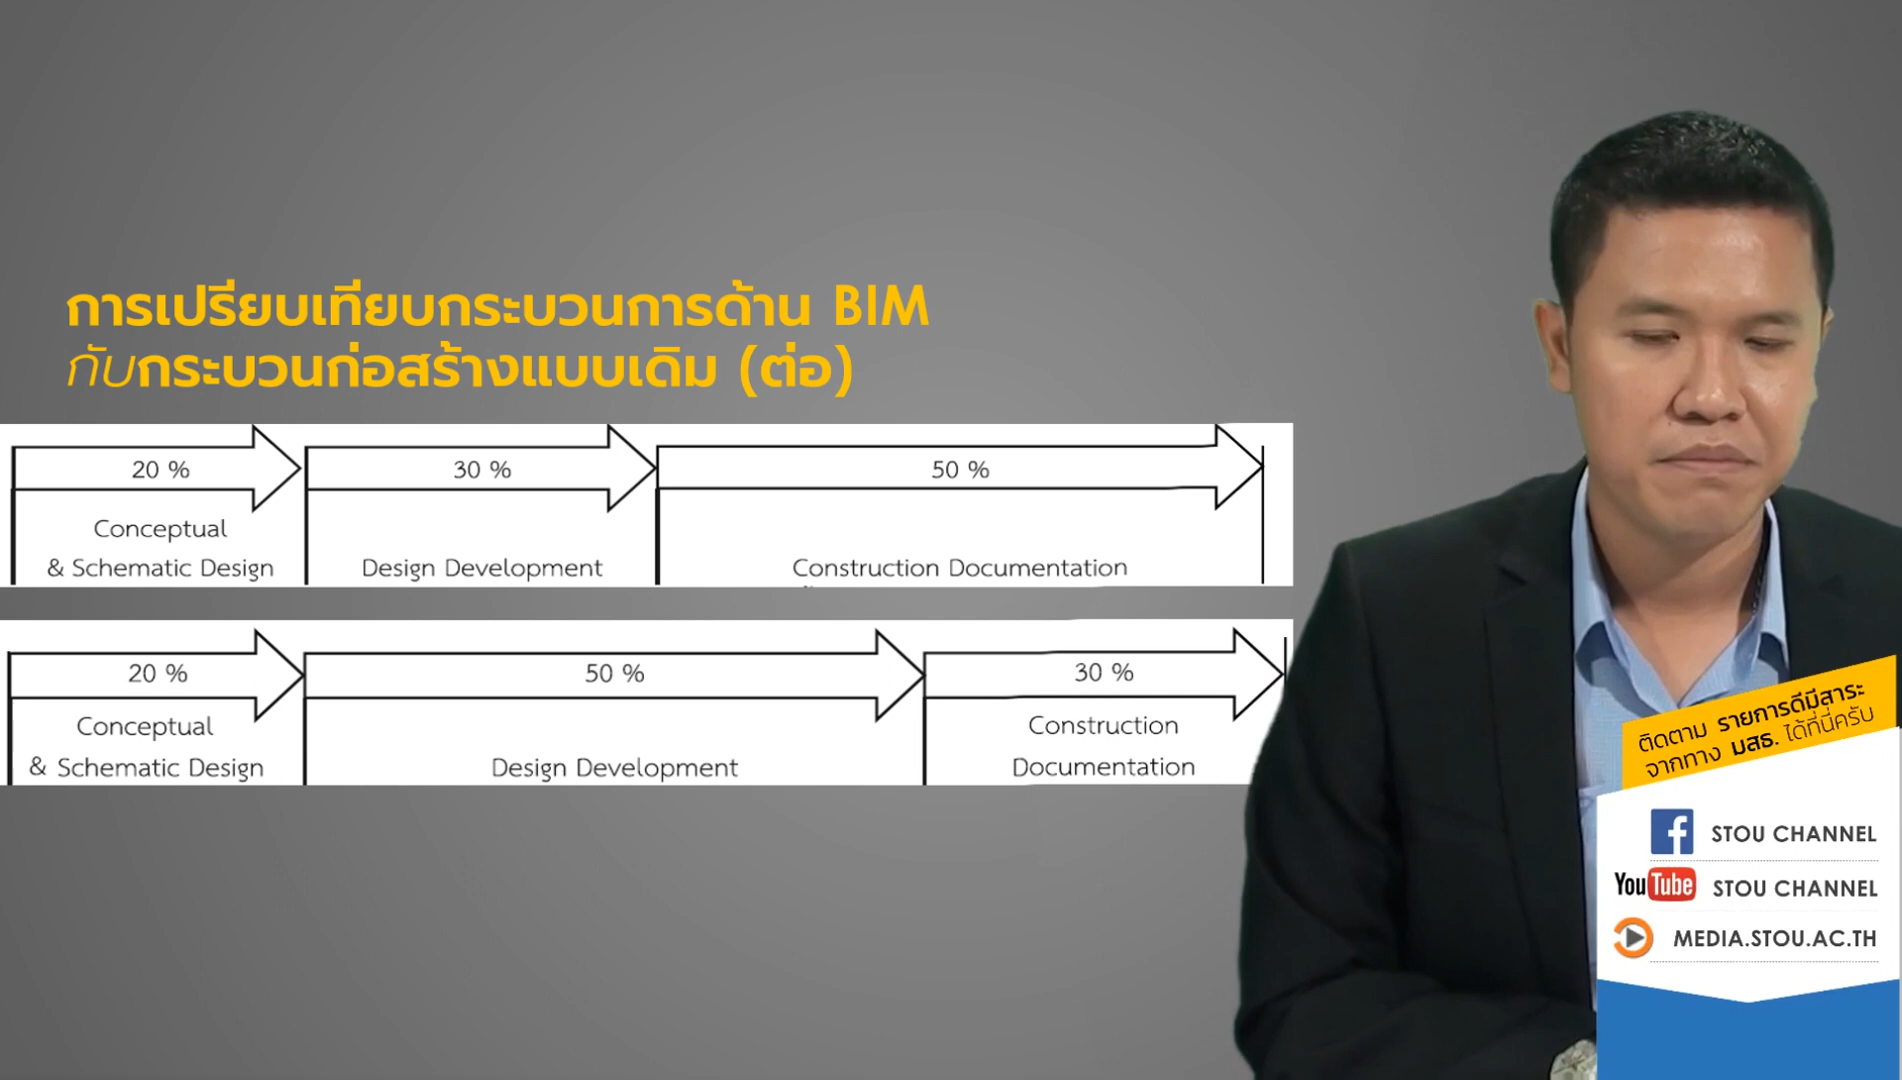 การเปรียบเทียบกระบวนการด้าน BIM
กับกระบวนก่อสร้างแบบเดิม (ต่อ)
20 %
30 %
50 %
Conceptual
& Schematic Design
Design Development
Construction Documentation
20 %
50 %
30 %
Conceptual
& Schematic Design
Design Development
Construction
Documentation
ติดตาม รายการดีมีสาระ
จากทาง มสธ. ได้ที่นี่ครับ
f STOU CHANNEL
YouTube STOU CHANNEL
MEDIA.STOU.AC.TH